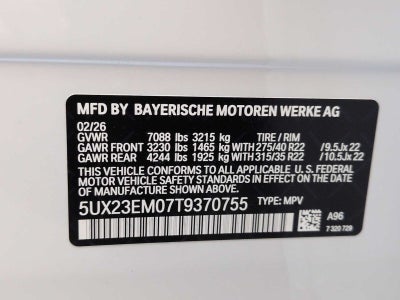 MFD BY BAYERISCHE MOTOREN WERKE AG
02/26
GVWR 7088 lbs 3215 kg TIRE / RIM
GAWR FRONT 3230 lbs 1465 kg WITH 275/40 R22 /9.5Jx22
GAWR REAR 4244 lbs 1925 kg WITH 315/35 R22 /10.5Jx22
THIS VEHICLE CONFORMS TO ALL APPLICABLE FEDERAL
MOTOR VEHICLE SAFETY STANDARDS IN EFFECT ON THE DATE OF
MANUFACTURE SHOWN ABOVE.
5UX23EM07T9370755 TYPE: MPV
A96
7 320 729